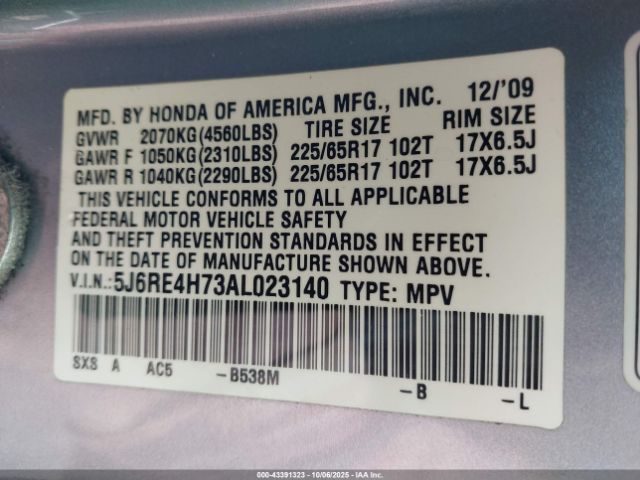 MFD. BY HONDA OF AMERICA MFG., INC. 12/'09
GVWR 2070KG(4560LBS) TIRE SIZE RIM SIZE
GAWR F 1050KG(2310LBS) 225/65R17 102T 17X6.5J
GAWR R 1040KG(2290LBS) 225/65R17 102T 17X6.5J
THIS VEHICLE CONFORMS TO ALL APPLICABLE
FEDERAL MOTOR VEHICLE SAFETY
AND THEFT PREVENTION STANDARDS IN EFFECT
ON THE DATE OF MANUFACTURE SHOWN ABOVE.
V.I.N.:5J6RE4H73AL023140 TYPE: MPV
SXS A AC5 -B538M -B -L
000-43391323 | 10/06/2025 | IAA Inc.